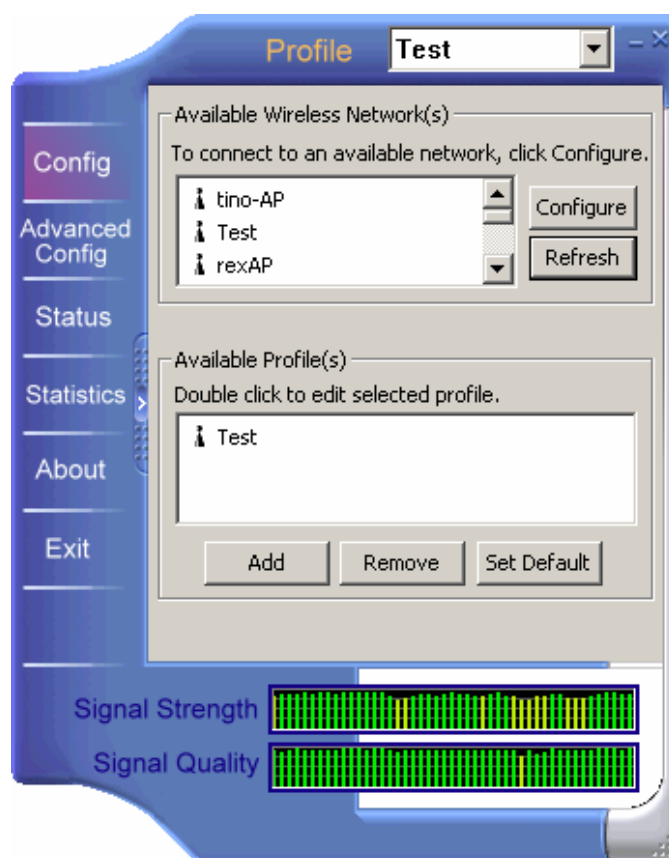 Profile Test
Config
Advanced
Config
Status
Statistics
About
Exit
Available Wireless Network(s)
To connect to an available network, click Configure.
tino-AP
Test
rexAP
Configure
Refresh
Available Profile(s)
Double click to edit selected profile.
Test
Add Remove Set Default
Signal Strength
Signal Quality